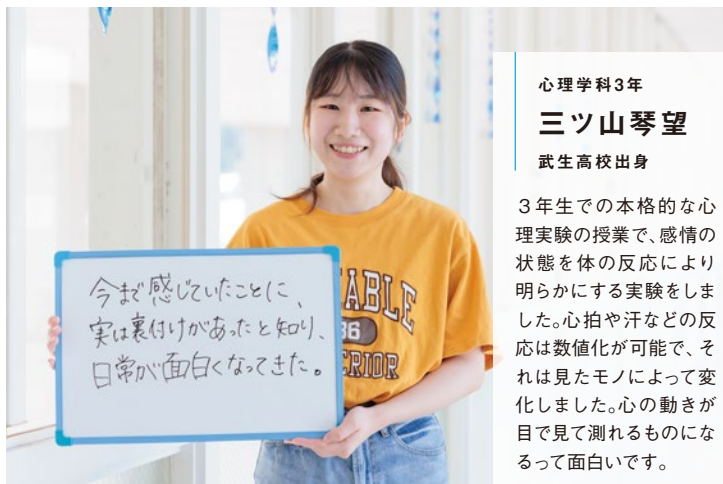 今まで感じていたことに、
実は裏付けがあったと知り、
日常が面白くなってきた。
ABLE
36
ERIOR
心理学科3年
三ツ山琴望
武生高校出身
３年生での本格的な心
理実験の授業で、感情の
状態を体の反応により
明らかにする実験をしま
した。心拍や汗などの反
応は数値化が可能で、そ
れは見たモノによって変
化しました。心の動きが
目で見て測れるものにな
るって面白いです。